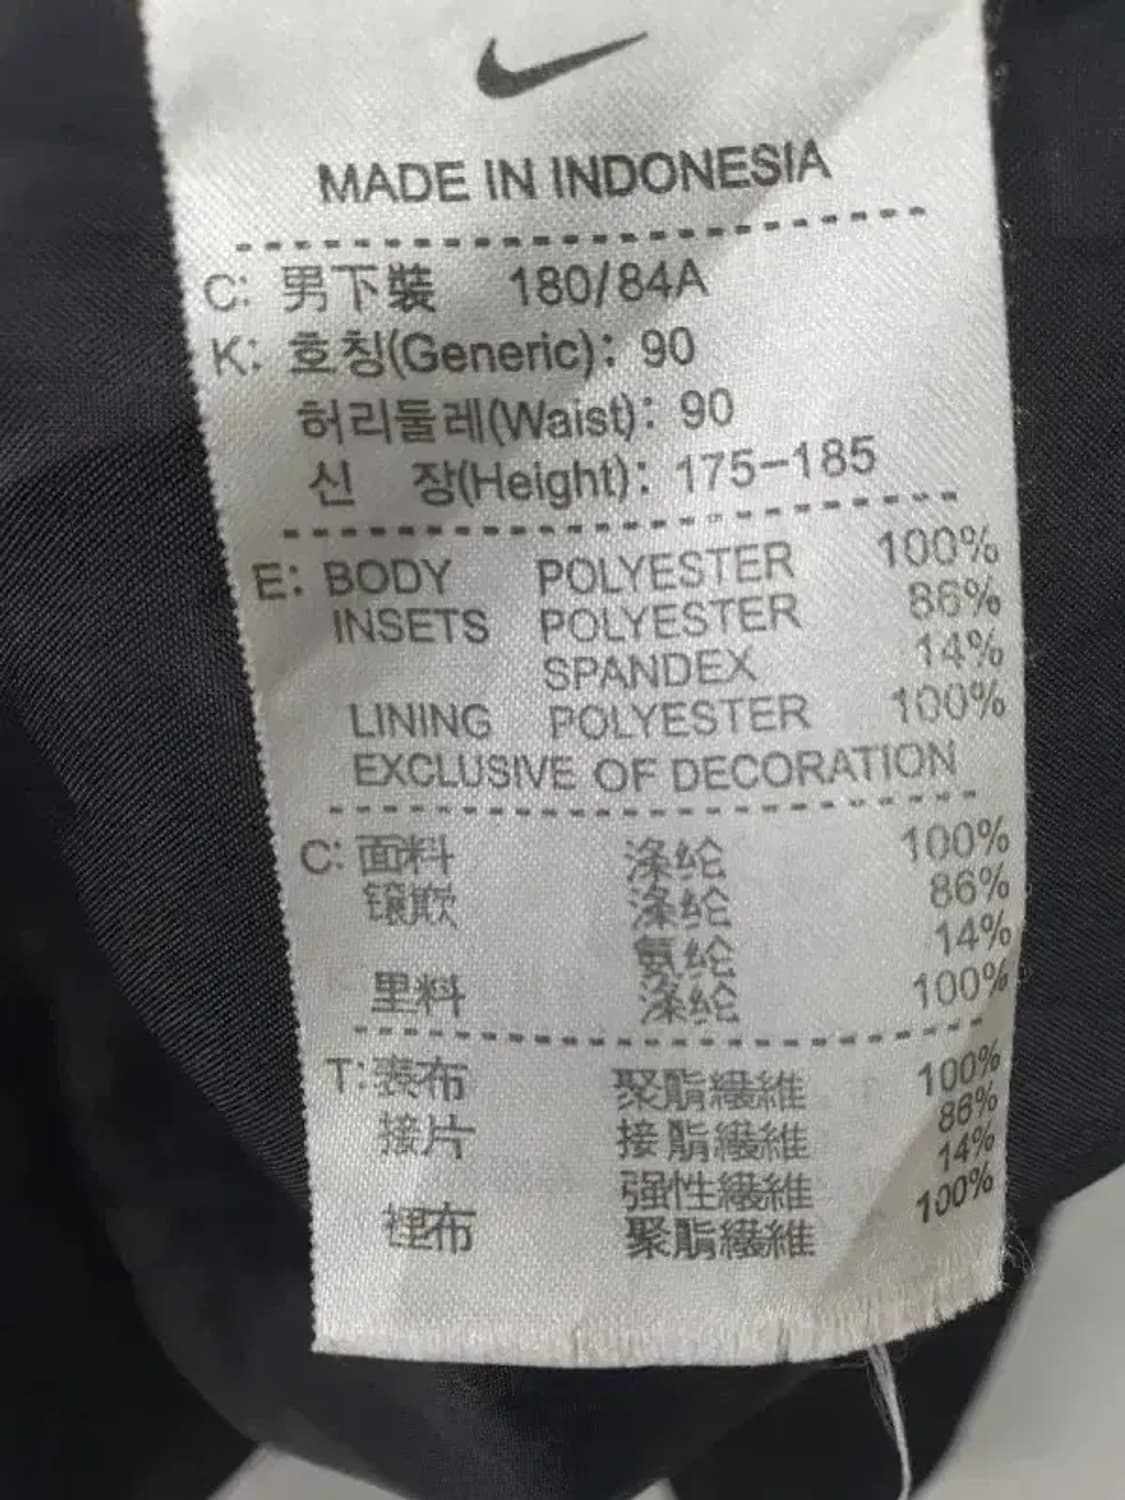 MADE IN INDONESIA
C: 男下裝 180/84A
K: 호칭(Generic): 90
허리둘레(Waist): 90
신 장(Height): 175-185
E: BODY POLYESTER 100%
INSETS POLYESTER 86%
SPANDEX 14%
LINING POLYESTER 100%
EXCLUSIVE OF DECORATION
C: 面料 涤纶 100%
镶嵌 涤纶 86%
氨纶 14%
里料 涤纶 100%
T: 表布 聚脂纖維 100%
接片 接脂纖維 86%
强性纖維 14%
裡布 聚脂纖維 100%